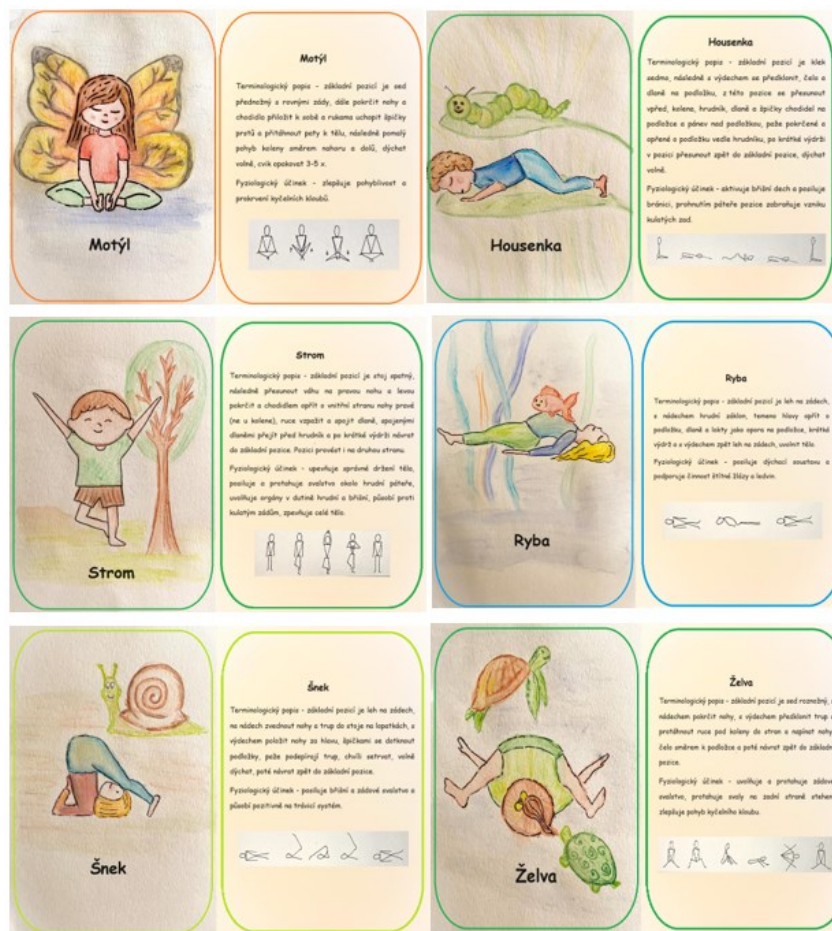 Motýl
Motýl
Terminologický popis - základní pozicí je sed
přednožný s rovnými zády, dále pokrčit nohy a
chodidla přiložit k sobě a rukama uchopit špičky
prstů a přitáhnout paty k tělu, následně pomalý
pohyb koleny směrem nahoru a dolů, dýchat
volně, cvik opakovat 3-5 x.
Fyziologický účinek - zlepšuje pohyblivost a
prokrvení kyčelních kloubů.
Housenka
Housenka
Terminologický popis - základní pozicí je klek
sedmo, následně s výdechem se předklonit, čelo a
dlaně na podložku, z této pozice se přesunout
vpřed, kolena, hrudník, dlaně a špičky chodidel na
podložce a pánev nad podložkou, paže pokrčené a
opřené o podložku vedle hrudníku, po krátké výdrži
v pozici přesunout zpět do základní pozice, dýchat
volně.
Fyziologický účinek - aktivuje břišní dech a posiluje
bránici, prohnutím páteře pozice zabraňuje vzniku
kulatých zad.
Strom
Strom
Terminologický popis - základní pozicí je stoj spatný,
následně přesunout váhu na pravou nohu a levou
pokrčit a chodidlem opřít o vnitřní stranu nohy pravé
(ne u kolene), ruce vzpažit a spojit dlaně, spojenými
dlaněmi přejít před hrudník a po krátké výdrži návrat
do základní pozice. Pozici provést i na druhou stranu.
Fyziologický účinek - upevňuje správné držení těla,
posiluje a protahuje svalstvo okolo hrudní páteře,
uvolňuje orgány v dutině hrudní a břišní, působí proti
kulatým zádům, zpevňuje celé tělo.
Ryba
Ryba
Terminologický popis - základní pozicí je leh na zádech,
s nádechem hrudní záklon, temeno hlavy opřít o
podložku, dlaně a lokty jako opora na podložce, krátká
výdrž a s výdechem zpět leh na zádech, uvolnit tělo.
Fyziologický účinek - posiluje dýchací soustavu a
podporuje činnost štítné žlázy a ledvin.
Šnek
Šnek
Terminologický popis - základní pozicí je leh na zádech,
na nádech zvednout nohy a trup do stoje na lopatkách, s
výdechem položit nohy za hlavu, špičkami se dotknout
podložky, paže podepírají trup, chvíli setrvat, volně
dýchat, poté návrat zpět do základní pozice.
Fyziologický účinek - posiluje břišní a zádové svalstvo a
působí pozitivně na trávicí systém.
Želva
Želva
Terminologický popis - základní pozicí je sed roznožný, s
nádechem pokrčit nohy, s výdechem předklonit trup a
protáhnout ruce pod koleny do stran a napínat nohy,
čelo směrem k podložce a poté návrat zpět do základní
pozice.
Fyziologický účinek - uvolňuje a protahuje zádové
svalstvo, protahuje svaly na zadní straně stehen,
zlepšuje pohyb kyčelního kloubu.